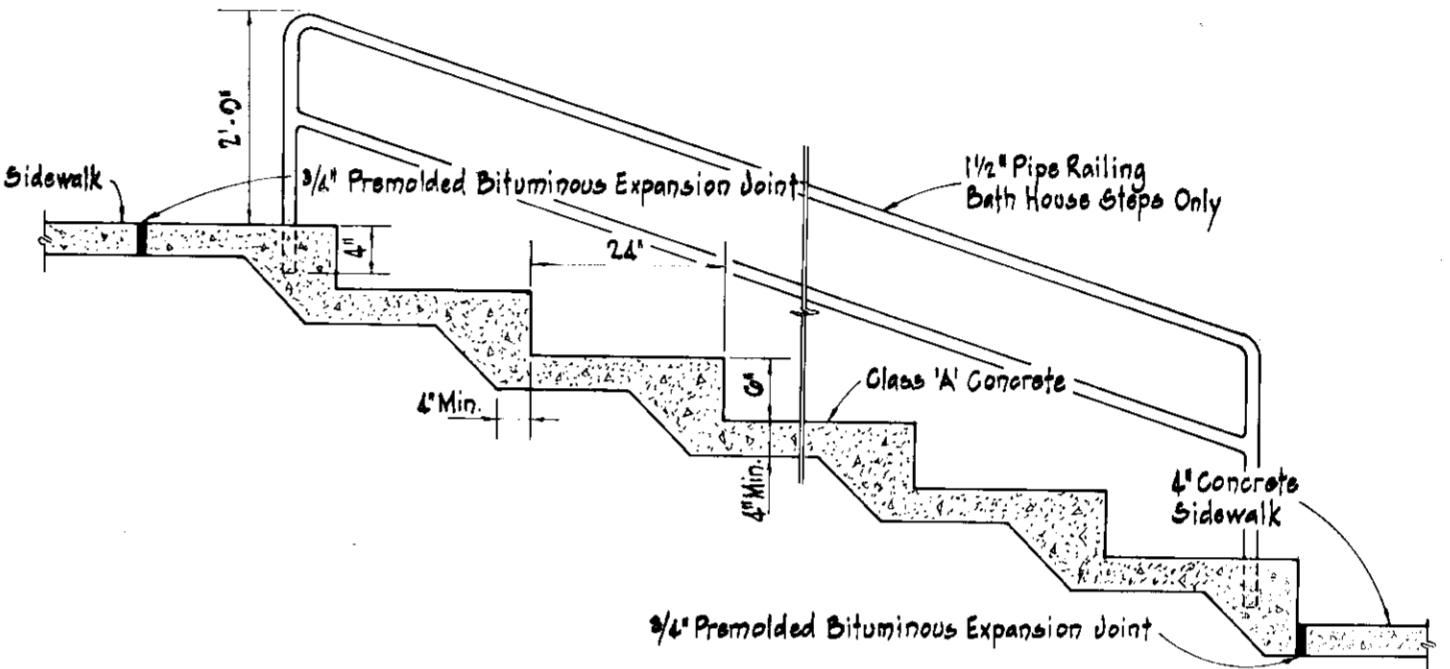 2'-0"
Sidewalk
3/4" Premolded Bituminous Expansion Joint
1 1/2" Pipe Railing
Bath House Steps Only
4"
24"
4" Min.
6"
Class 'A' Concrete
4" Min.
4" Concrete
Sidewalk
3/4" Premolded Bituminous Expansion Joint